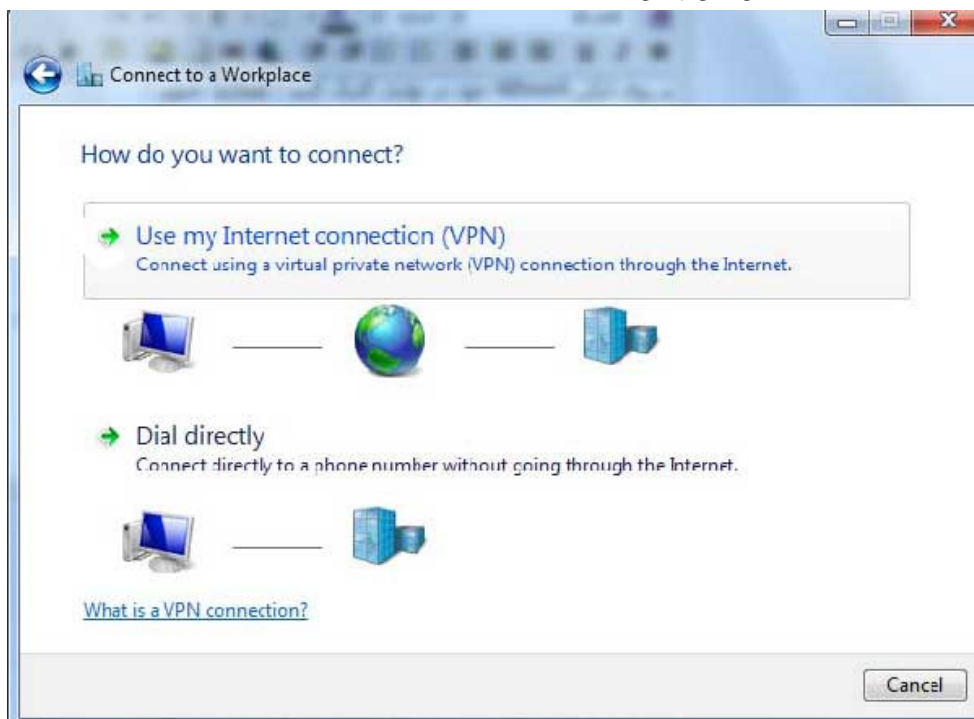 Connect to a Workplace
How do you want to connect?
Use my Internet connection (VPN)
Connect using a virtual private network (VPN) connection through the Internet.
Dial directly
Connect directly to a phone number without going through the Internet.
What is a VPN connection?
Cancel